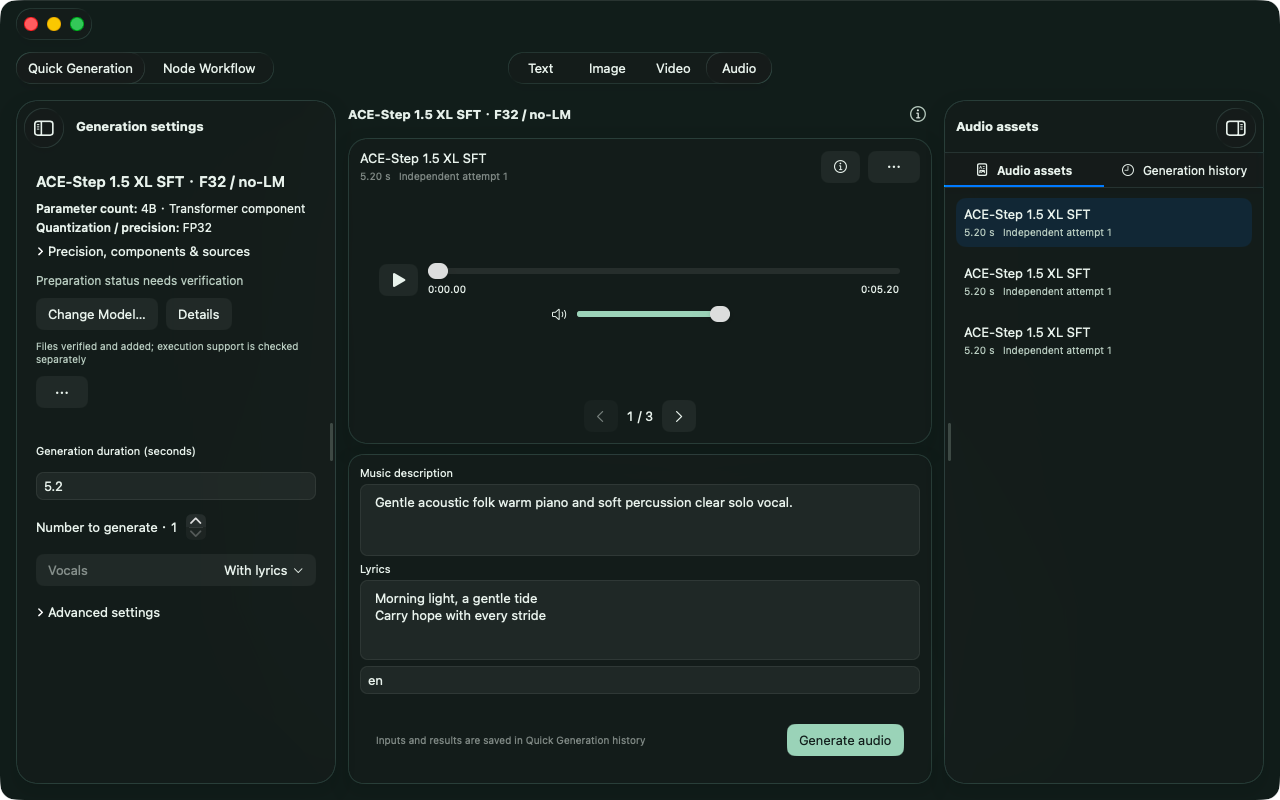 Quick Generation
Node Workflow
Text
Image
Video
Audio
Generation settings
ACE-Step 1.5 XL SFT · F32 / no-LM
Parameter count: 4B · Transformer component
Quantization / precision: FP32
Precision, components & sources
Preparation status needs verification
Change Model...
Details
Files verified and added; execution support is checked
separately
...
Generation duration (seconds)
5.2
Number to generate · 1
Vocals
With lyrics
Advanced settings
ACE-Step 1.5 XL SFT · F32 / no-LM
ACE-Step 1.5 XL SFT
5.20 s Independent attempt 1
...
0:00.00
0:05.20
1 / 3
Music description
Gentle acoustic folk warm piano and soft percussion clear solo vocal.
Lyrics
Morning light, a gentle tide
Carry hope with every stride
en
Inputs and results are saved in Quick Generation history
Generate audio
Audio assets
Audio assets
Generation history
ACE-Step 1.5 XL SFT
5.20 s Independent attempt 1
ACE-Step 1.5 XL SFT
5.20 s Independent attempt 1
ACE-Step 1.5 XL SFT
5.20 s Independent attempt 1